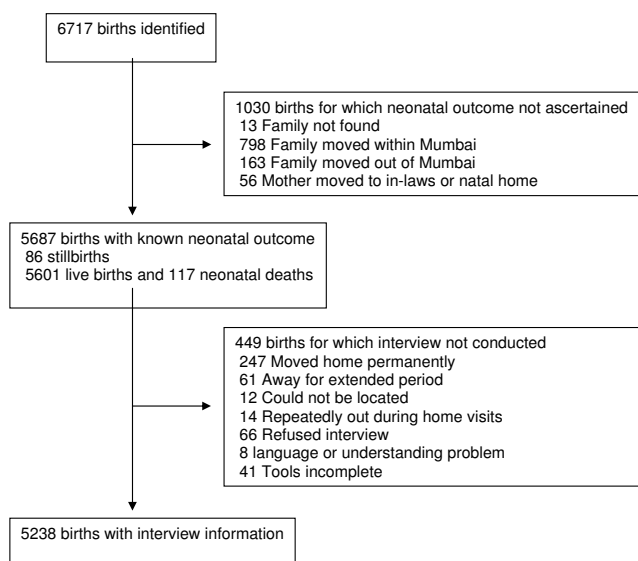 6717 births identified
1030 births for which neonatal outcome not ascertained
13 Family not found
798 Family moved within Mumbai
163 Family moved out of Mumbai
56 Mother moved to in-laws or natal home
5687 births with known neonatal outcome
86 stillbirths
5601 live births and 117 neonatal deaths
449 births for which interview not conducted
247 Moved home permanently
61 Away for extended period
12 Could not be located
14 Repeatedly out during home visits
66 Refused interview
8 language or understanding problem
41 Tools incomplete
5238 births with interview information